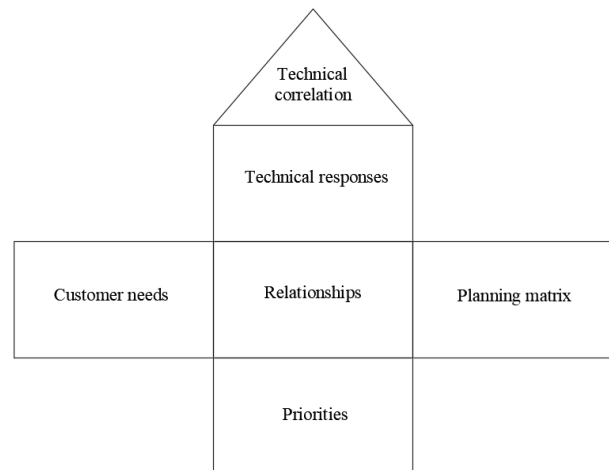 Technical
correlation
Technical responses
Customer needs
Relationships
Planning matrix
Priorities